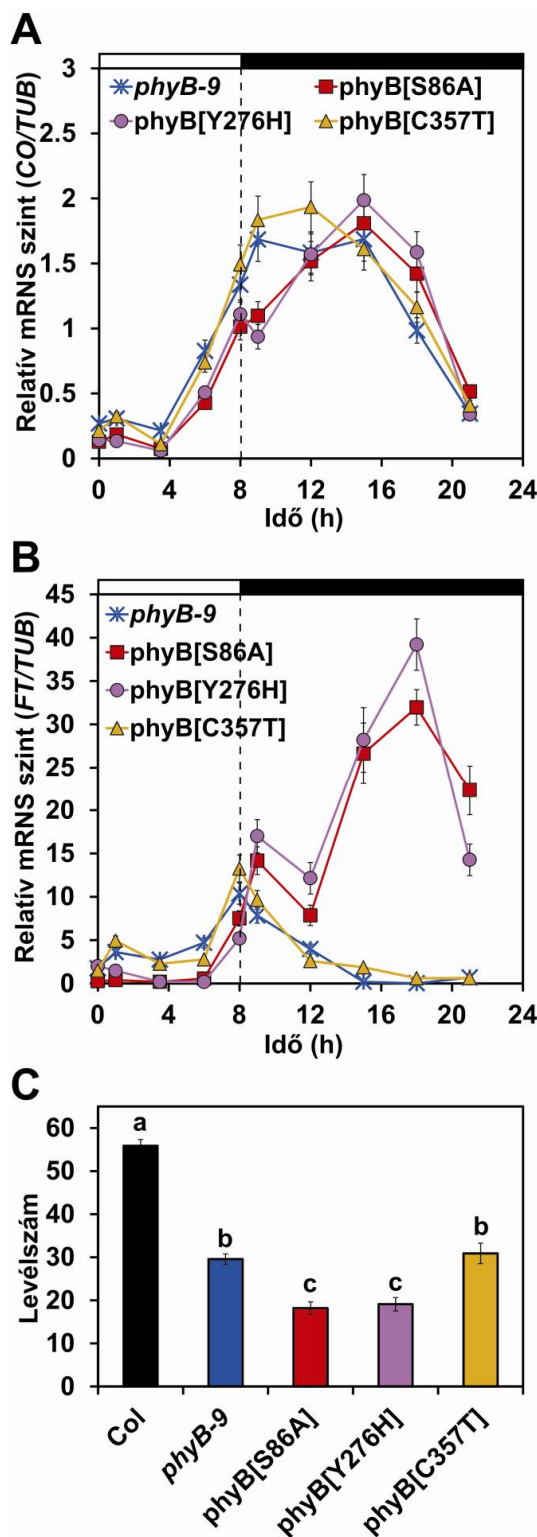 A
Relatív mRNS szint (CO/TUB)
3
2.5
2
1.5
1
0.5
0
phyB-9
phyB[S86A]
phyB[Y276H]
phyB[C357T]
0 4 8 12 16 20 24
Idő (h)
B
Relatív mRNS szint (FT/TUB)
45
40
35
30
25
20
15
10
5
0
phyB-9
phyB[S86A]
phyB[Y276H]
phyB[C357T]
0 4 8 12 16 20 24
Idő (h)
C
Levélszám
60
50
40
30
20
10
0
a
b
c
c
b
Col
phyB-9
phyB[S86A]
phyB[Y276H]
phyB[C357T]